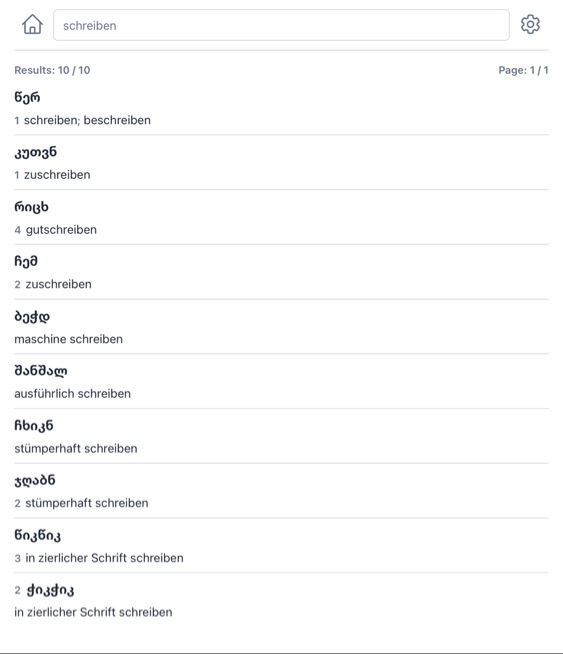 schreiben
Results: 10 / 10
Page: 1 / 1
წერ
1 schreiben; beschreiben
კუთვნ
1 zuschreiben
რიცხ
4 gutschreiben
ჩემ
2 zuschreiben
ბეჭდ
maschine schreiben
შანშალ
ausführlich schreiben
ჩხიკნ
stümperhaft schreiben
ჯღაბნ
2 stümperhaft schreiben
წიკწიკ
3 in zierlicher Schrift schreiben
2 ჭიკჭიკ
in zierlicher Schrift schreiben